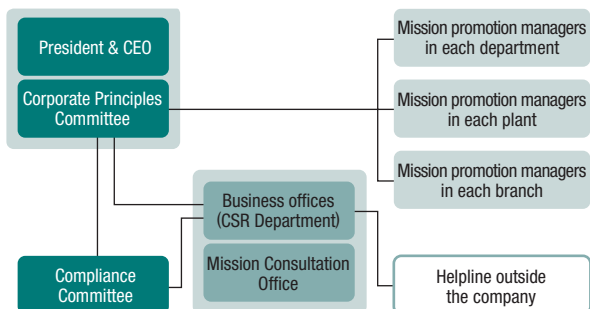 President & CEO
Corporate Principles
Committee
Mission promotion managers
in each department
Mission promotion managers
in each plant
Mission promotion managers
in each branch
Business offices
(CSR Department)
Mission Consultation
Office
Compliance
Committee
Helpline outside
the company